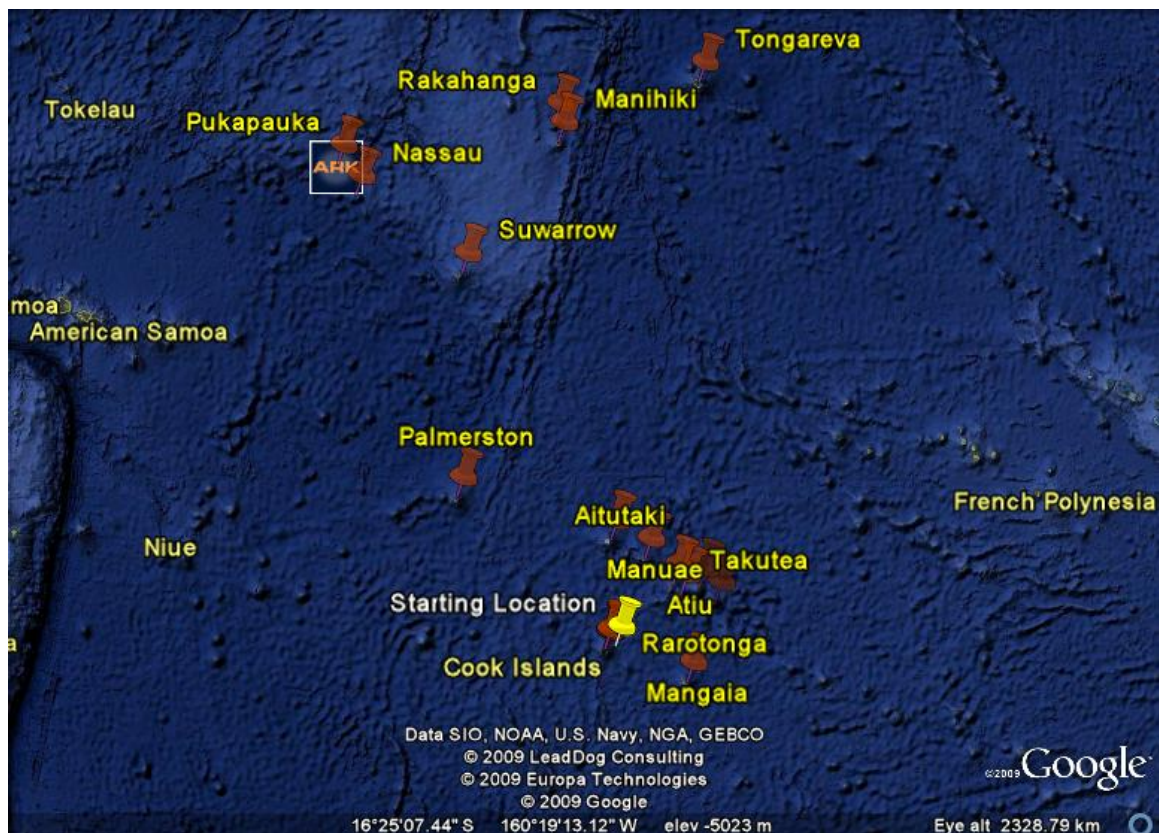 Tongareva
Rakahanga
Manihiki
Tokelau
Pukapauka
Nassau
ARK
Suwarrow
moa
American Samoa
Palmerston
French Polynesia
Aitutaki
Niue
Manuae
Takutea
Starting Location
Atiu
a
Rarotonga
Cook Islands
Mangaia
Data SIO, NOAA, U.S. Navy, NGA, GEBCO
© 2009 LeadDog Consulting
© 2009 Europa Technologies
© 2009 Google
©2009 Google
16°25'07.44" S 160°19'13.12" W elev -5023 m Eye alt 2328.79 km